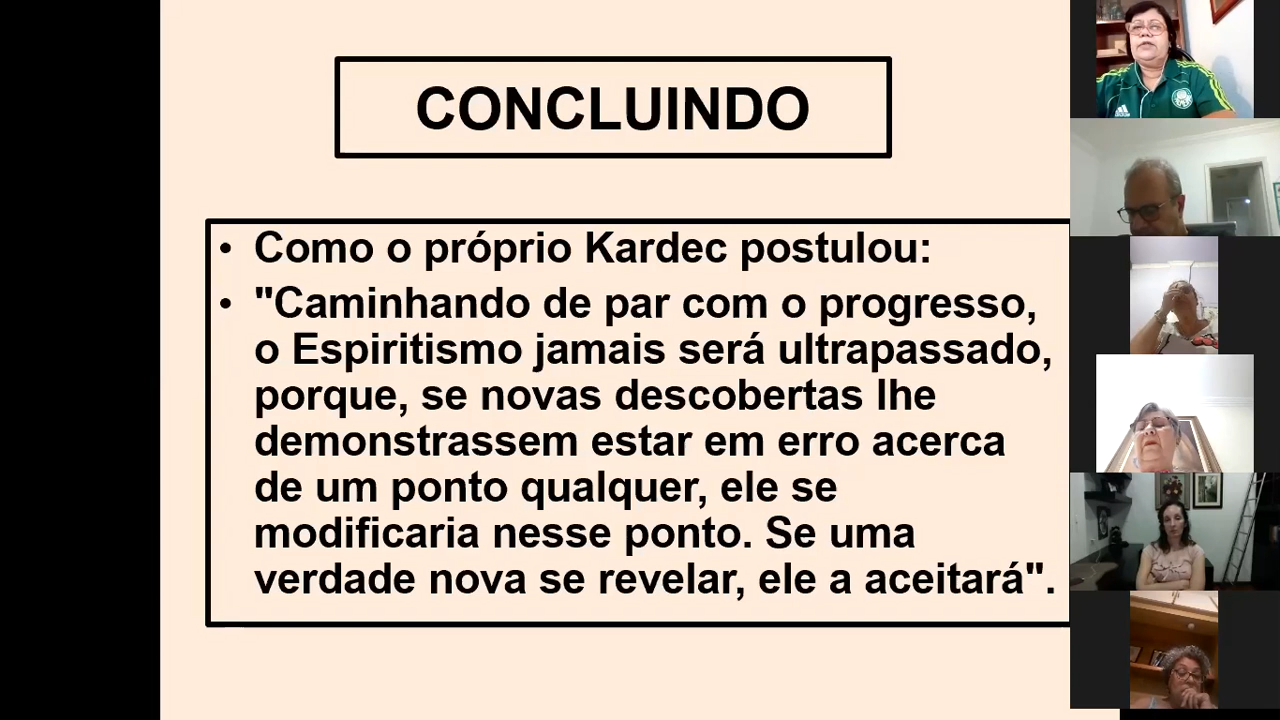 CONCLUINDO
• Como o próprio Kardec postulou:
• "Caminhando de par com o progresso,
o Espiritismo jamais será ultrapassado,
porque, se novas descobertas lhe
demonstrassem estar em erro acerca
de um ponto qualquer, ele se
modificaria nesse ponto. Se uma
verdade nova se revelar, ele a aceitará".